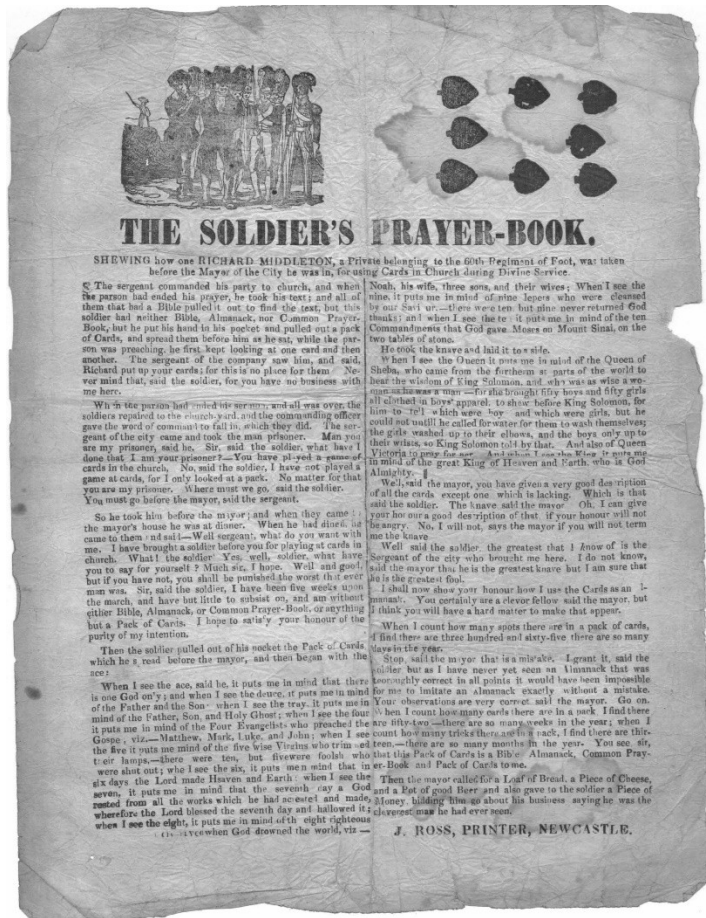 THE SOLDIER'S PRAYER-BOOK.
SHEWING how one RICHARD MIDDLETON, a Private belonging to the 60th Regiment of Foot, was taken
before the Mayor of the City he was in, for using Cards in Church during Divine Service.
The sergeant commanded his party to church, and when
the parson had ended his prayer, he took his text; and all of
them that had a Bible pulled it out to find the text, but this
soldier had neither Bible, Almanack, nor Common Prayer-
Book, but he put his hand in his pocket and pulled out a pack
of Cards, and spread them before him as he sat, while the par-
son was preaching, he first kept looking at one card and then
another. The sergeant of the company saw him, and said,
Richard put up your cards; for this is no place for them Ne-
ver mind that, said the soldier, for you have no business with
me here.
When the parson had ended his sermon, and all was over, the
soldiers repaired to the church yard and the commanding officer
gave the word of command to fall in, which they did. The ser-
geant of the city came and took the man prisoner. Man you
are my prisoner, said he. Sir, said the soldier, what have I
done that I am your prisoner?—You have played a game of
cards in the church, No, said the soldier, I have not played a
game at cards, for I only looked at a pack. No matter for that
you are my prisoner. Where must we go, said the soldier.
You must go before the mayor, said the sergeant.
So he took him before the mayor; and when they came
the mayor's house he was at dinner. When he had dined, he
came to them and said—Well sergeant, what do you want with
me. I have brought a soldier before you for playing at cards in
church. What! the soldier Yes. well, soldier, what have
you to say for yourself? Much sir, I hope. Well and good,
but if you have not, you shall be punished the worst that ever
man was. Sir, said the soldier, I have been five weeks upon
the march, and have but little to subsist on, and am without
either Bible, Almanack, or Common Prayer-Book, or anything
but a Pack of Cards. I hope to satisfy your honour of the
purity of my intention.
Then the soldier pulled out of his pocket the Pack of Cards
which he s read before the mayor, and then began with the
ace:
When I see the ace, said he, it puts me in mind that there
is one God on'y; and when I see the deuce, it puts me in mind
of the Father and the Son when I see the tray, it puts me in
mind of the Father, Son, and Holy Ghost; when I see the four
it puts me in mind of the Four Evangelists who preached the
Gospe, viz.—Matthew, Mark, Luke, and John; when I see
the five it puts me mind of the five wise Virgins who trim ed
their lamps,—there were ten, but fivewere foolish who
were shut out; whe I see the six, it puts me n mind that in
six days the Lord made Hsaven and Earth when I see the
seven, it puts me in mind that the seventh day a God
rested from all the works which he had and made,
wherefore the Lord blessed the seventh day and hallowed it;
when I see the eight, it puts me in mind of th eight righteous
when God drowned the world, viz —
Noah, his wife, three sons, and their wives; When I see the
nine, it puts me in mind of nine lepers who were cleansed
by our Savi ur.—there were ten. but nine never returned God
thanks; and when I see the te it puts me in mind of the ten
Commandments that God gave Moses on Mount Sinai, on the
two tables of stone.
He took the knave and laid it to a side.
When I see the Queen it puts me in mind of the Queen of
Sheba, who came from the furtherm st parts of the world to
hear the wisdom of King Solomon, and who was as wise a wo-
man as he was a man—for she brought fifty boys and fifty girls
all clothed in boys' apparel, to show before King Solomon, for
him to tell which were boy and which were girls, but he
could not untill he called for water for them to wash themselves;
the girls washed up to their elbows, and the boys only up to
their wrists, so King Solomon told by that. And also of Queen
Victoria to pray for her And when I see the King it puts me
in mind of the great King of Heaven and Earth. who is God
Almighty.
Well, said the mayor, you have given a very good des ription
of all the cards except one which is lacking. Which is that
said the soldier. The knave said the mayor Oh, I can give
your honour a good des ription of that if your honour will not
be angry. No, I will not, says the mayor if you will not term
me the knave
Well said the soldier, the greatest that I know of is the
Sergeant of the city who brought me here. I do not know,
said the mayor that he is the greatest knave but I am sure that
he is the greatest fool.
I shall now shew your honour how I use the Cards as an l-
manack. You certainly are a clevor fellow said the mayor, but
I think you will have a hard matter to make that appear.
When I count how many spots there are in a pack of cards,
I find there are three hundred and sixty-five there are so many
days in the year.
Stop, said the mayor that is a mistake. I grant it, said the
soldier but as I have never yet seen an Almanack that was
thoroughly correct in all points it would have been impossible
for me to imitate an Almanack exactly without a mistake.
Your observations are very correct said the mayor. Go on.
When I count how many cards there are in a pack, I find there
are fifty-two—there are so many weeks in the year; when I
count how many tricks there are in a pack, I find there are thir-
teen,—there are so many months in the year. You see, sir,
that this Pack of Cards is a Bible Almanack, Common Pray-
er-Book and Pack of Cards to me.
Then the mayor called for a Loaf of Bread, a Piece of Cheese,
and a Pot of good Beer and also gave to the soldier a Piece of
Money, bidding him go about his business saying he was the
cleverest man he had ever seen.
J. ROSS, PRINTER, NEWCASTLE.